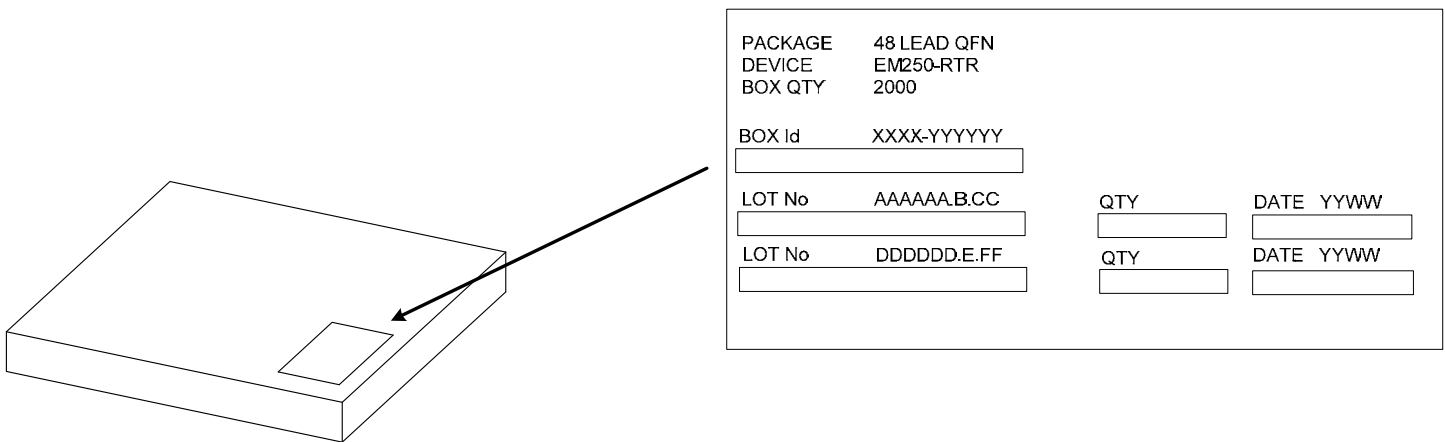 PACKAGE 48 LEAD QFN
DEVICE EM250-RTR
BOX QTY 2000
BOX Id XXXX-YYYYYY
LOT No AAAAAA.B.CC QTY DATE YYWW
LOT No DDDDDD.E.FF QTY DATE YYWW